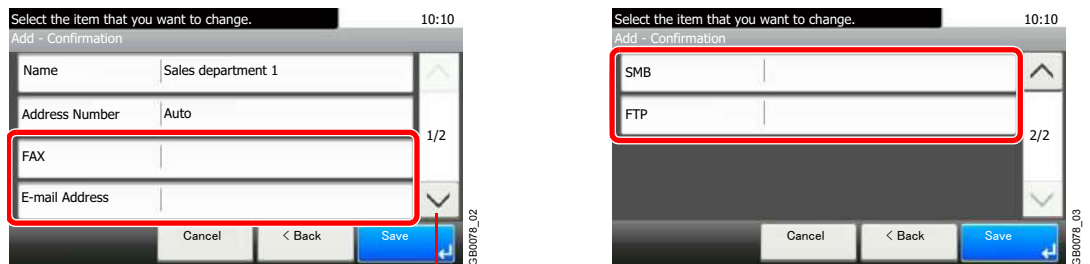 Select the item that you want to change.
10:10
Add - Confirmation
Name
Sales department 1
Address Number
Auto
1/2
FAX
E-mail Address
Cancel
< Back
Save
GB0078_02
Select the item that you want to change.
10:10
Add - Confirmation
SMB
FTP
2/2
Cancel
< Back
Save
GB0078_03